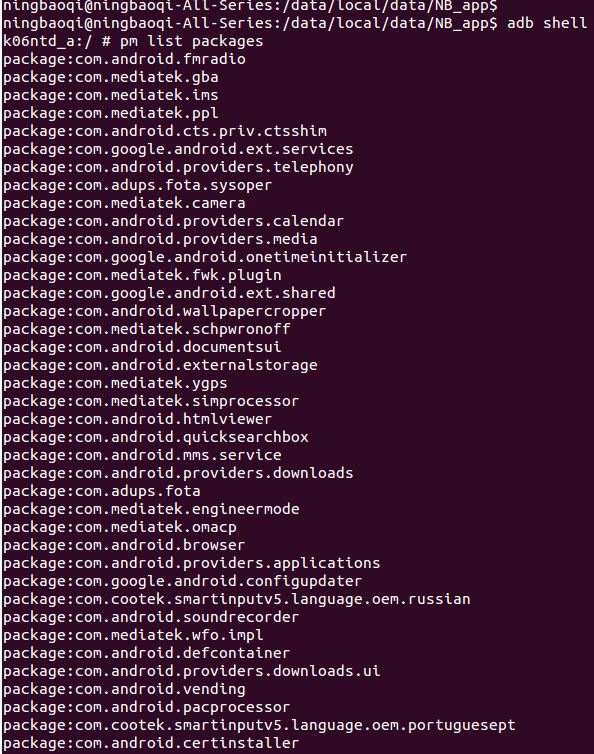 ningbaoqi@ningbaoqi-All-Series:/data/local/data/NB_app$
ningbaoqi@ningbaoqi-All-Series:/data/local/data/NB_app$ adb shell
k06ntd_a:/ # pm list packages
package:com.android.fmradio
package:com.mediatek.gba
package:com.mediatek.ims
package:com.mediatek.ppl
package:com.android.cts.priv.ctsshim
package:com.google.android.ext.services
package:com.android.providers.telephony
package:com.adups.fota.sysoper
package:com.mediatek.camera
package:com.android.providers.calendar
package:com.android.providers.media
package:com.google.android.onetimeinitializer
package:com.mediatek.fwk.plugin
package:com.google.android.ext.shared
package:com.android.wallpapercropper
package:com.mediatek.schpwronoff
package:com.android.documentsui
package:com.android.externalstorage
package:com.mediatek.ygps
package:com.mediatek.simprocessor
package:com.android.htmlviewer
package:com.android.quicksearchbox
package:com.android.mms.service
package:com.android.providers.downloads
package:com.adups.fota
package:com.mediatek.engineermode
package:com.mediatek.omacp
package:com.android.browser
package:com.android.providers.applications
package:com.google.android.configupdater
package:com.cootek.smartinputv5.language.oem.russian
package:com.android.soundrecorder
package:com.mediatek.wfo.impl
package:com.android.defcontainer
package:com.android.providers.downloads.ui
package:com.android.vending
package:com.android.pacprocessor
package:com.cootek.smartinputv5.language.oem.portuguesept
package:com.android.certinstaller